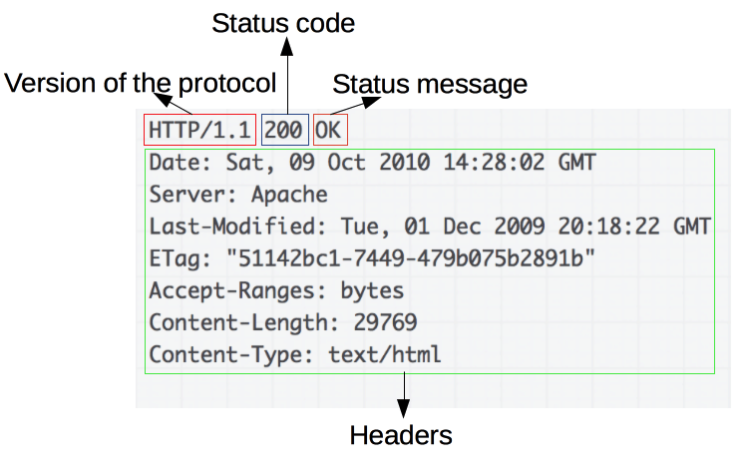 Status code
Version of the protocol
Status message
HTTP/1.1 200 OK
Date: Sat, 09 Oct 2010 14:28:02 GMT
Server: Apache
Last-Modified: Tue, 01 Dec 2009 20:18:22 GMT
ETag: "51142bc1-7449-479b075b2891b"
Accept-Ranges: bytes
Content-Length: 29769
Content-Type: text/html
Headers